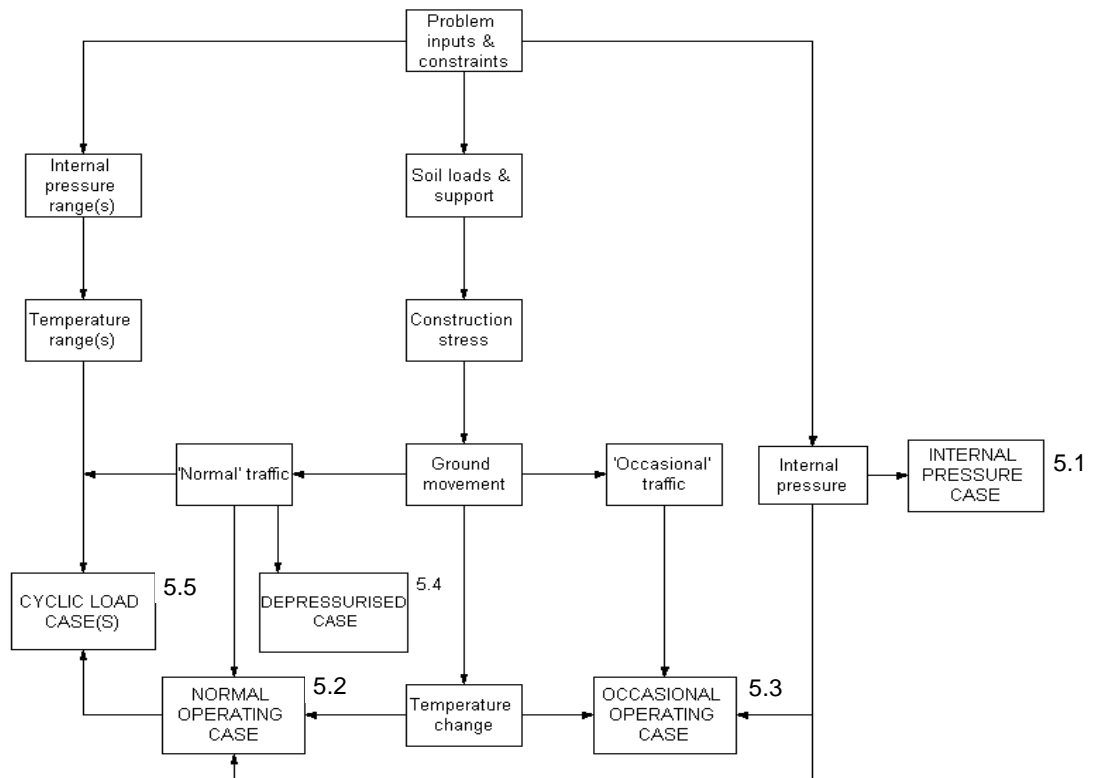 Problem
inputs &
constraints
Internal
pressure
range(s)
Soil loads &
support
Temperature
range(s)
Construction
stress
'Normal' traffic
Ground
movement
'Occasional'
traffic
Internal
pressure
INTERNAL
PRESSURE
CASE
5.1
CYCLIC LOAD
CASE(S)
5.5
DEPRESSURISED
CASE
5.4
NORMAL
OPERATING
CASE
5.2
Temperature
change
OCCASIONAL
OPERATING
CASE
5.3